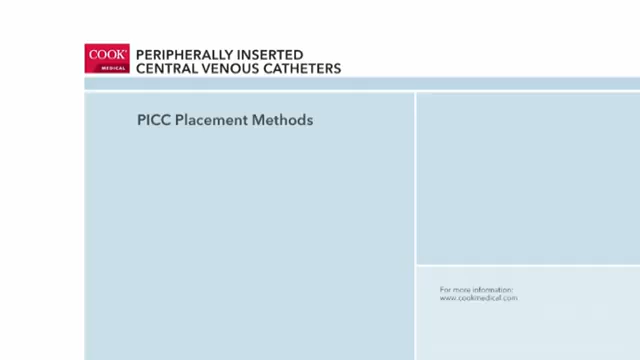 COOK
MEDICAL
PERIPHERALLY INSERTED
CENTRAL VENOUS CATHETERS
PICC Placement Methods
For more information:
www.cookmedical.com